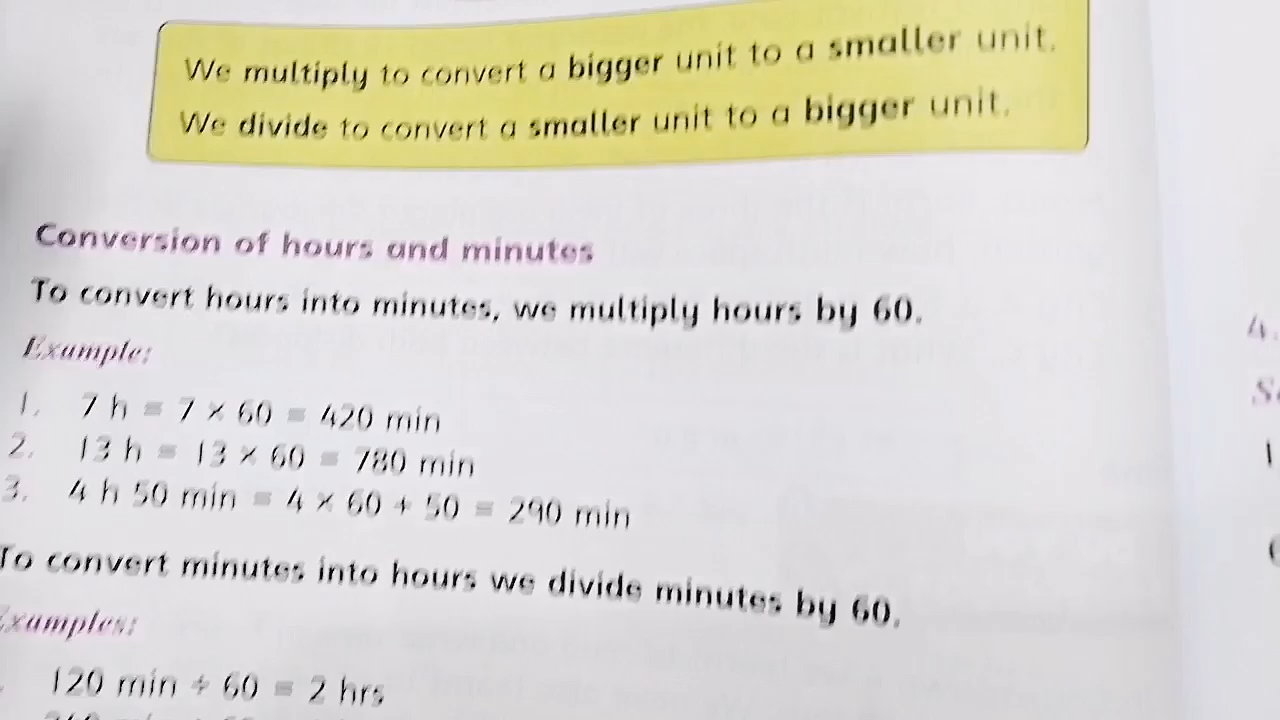 We multiply to convert a bigger unit to a smaller unit.
We divide to convert a smaller unit to a bigger unit.
Conversion of hours and minutes
To convert hours into minutes, we multiply hours by 60.
Example:
1. 7 h = 7 × 60 = 420 min
2. 13 h = 13 × 60 = 780 min
3. 4 h 50 min = 4 × 60 + 50 = 290 min
To convert minutes into hours we divide minutes by 60.
Examples:
120 min ÷ 60 = 2 hrs
4.
1